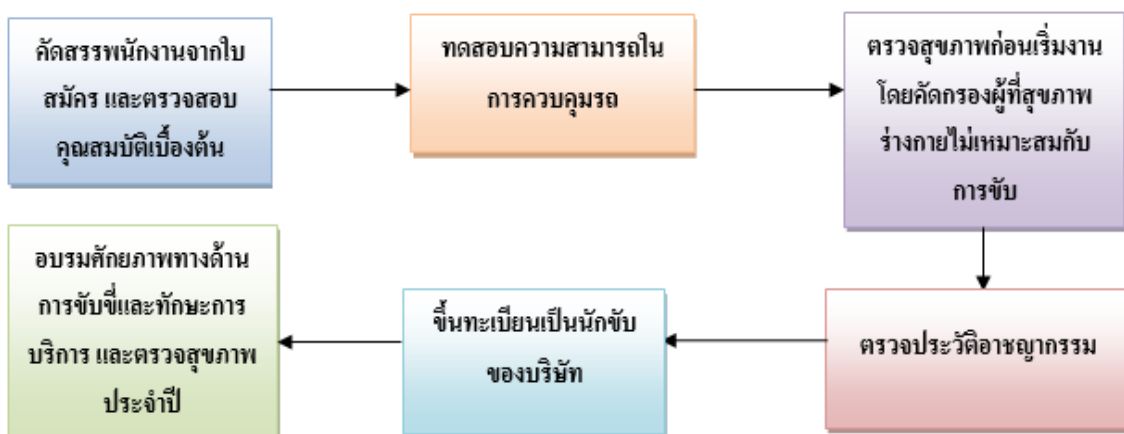 คัดสรรพนักงานจากใบ
สมัคร และตรวจสอบ
คุณสมบัติเบื้องต้น
ทดสอบความสามารถใน
การควบคุมรถ
ตรวจสุขภาพก่อนเริ่มงาน
โดยคัดกรองผู้ที่สุขภาพ
ร่างกายไม่เหมาะสมกับ
การขับ
ตรวจประวัติอาชญากรรม
ขึ้นทะเบียนเป็นนักขับ
ของบริษัท
อบรมศักยภาพทางด้าน
การขับขี่และทักษะการ
บริการ และตรวจสุขภาพ
ประจำปี